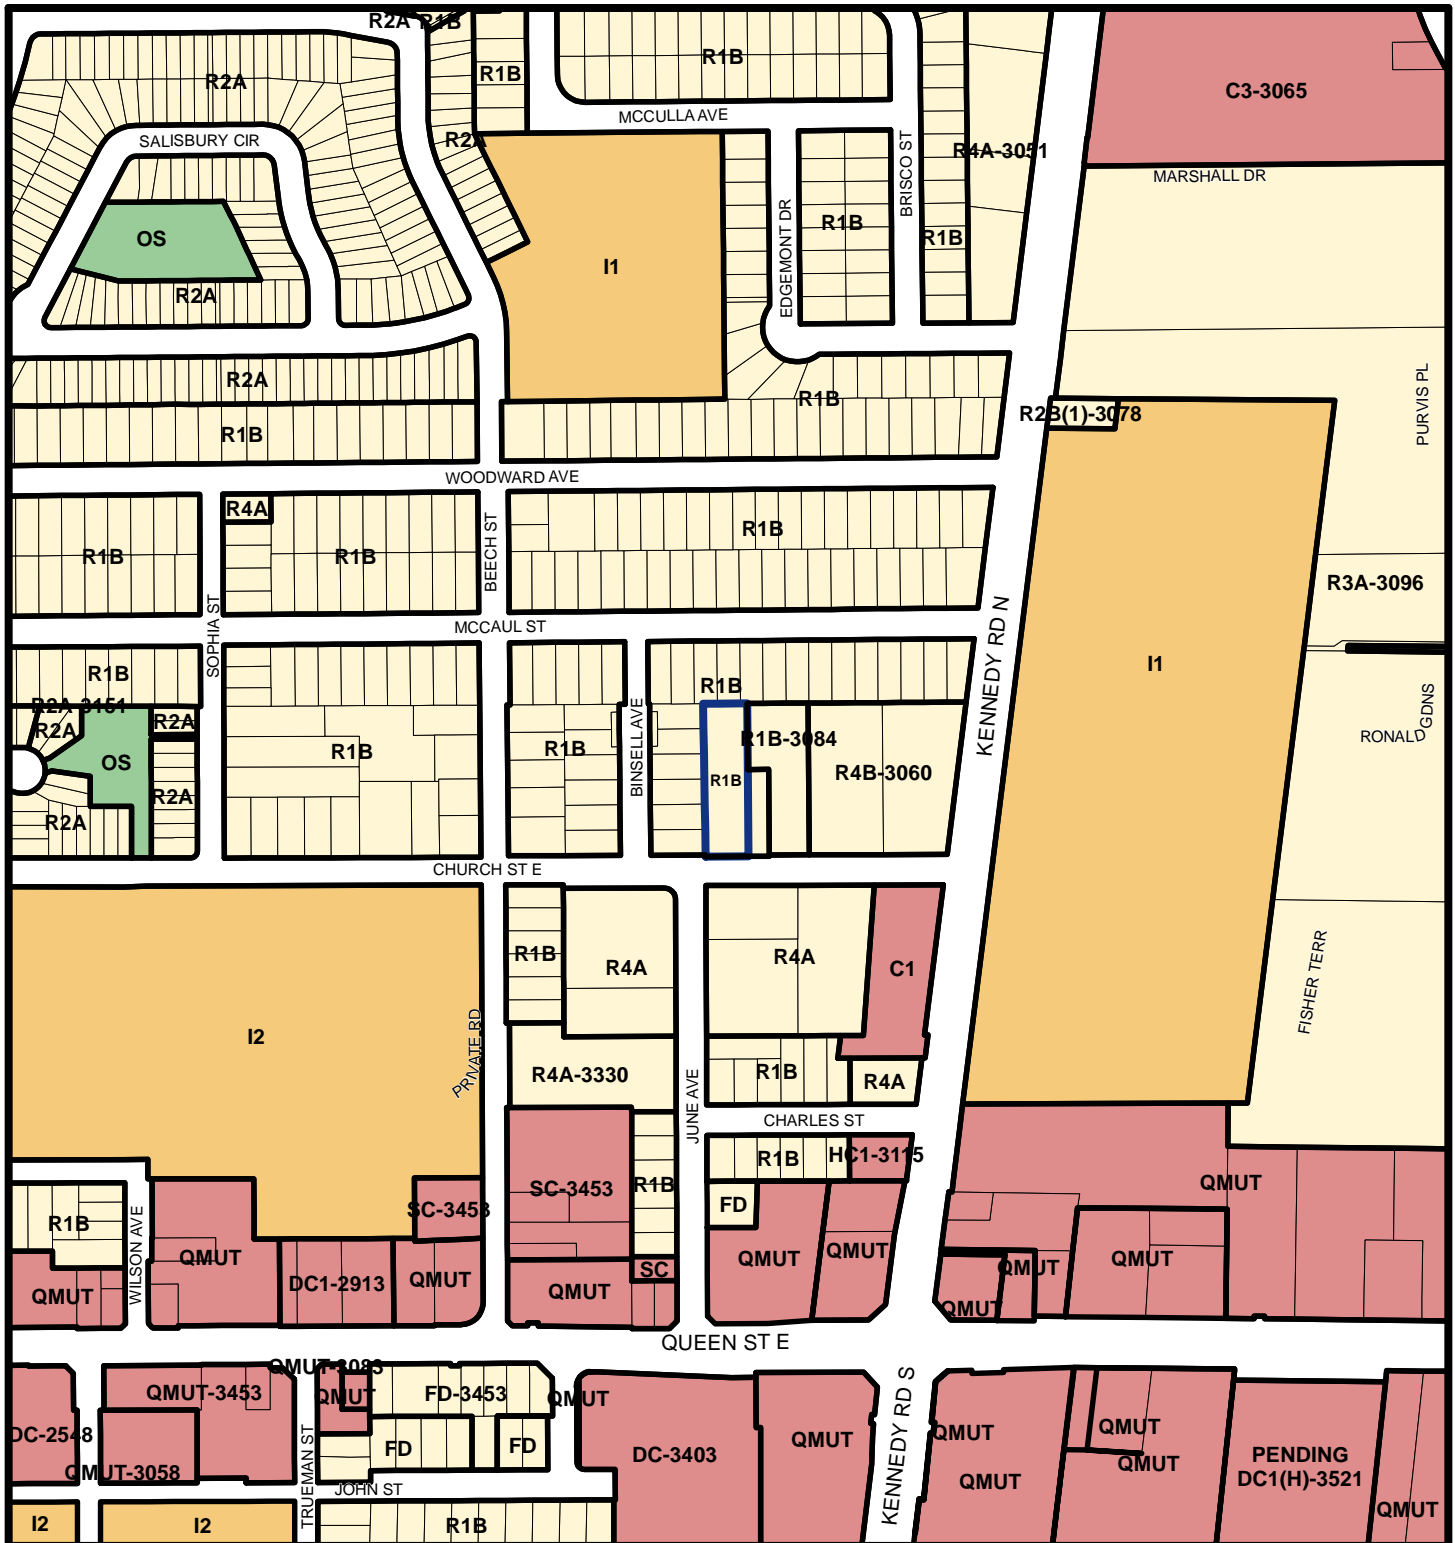 R2A
R1B
R1B
R1B
R2A
C3-3065
MCCULLA AVE
SALISBURY CIR
R2A
BRISCO ST
R4A-3051
MARSHALL DR
OS
EDGEMONT DR
R1B
R1B
I1
R2A
R2A
R1B
R1B
R2B(1)-3078
PURVIS PL
WOODWARD AVE
R4A
R1B
R1B
R1B
BEECH ST
R3A-3096
SOPHIA ST
MCCAUL ST
KENNEDY RD N
I1
R1B
R1B
R2A-3151
R2A
R2A
OS
R1B
R1B
BINSELL AVE
R1B-3084
R1B
R4B-3060
RONALD GDNS
R2A
R2A
CHURCH ST E
R1B
R4A
R4A
C1
FISHER TERR
I2
PRIVATE RD
R4A-3330
R1B
R4A
JUNE AVE
CHARLES ST
R1B
HC1-3115
SC-3453
R1B
SC-3453
FD
QMUT
R1B
WILSON AVE
QMUT
DC1-2913
QMUT
QMUT
QMUT
SC
QMUT
QMUT
QMUT
QMUT
QMUT
QUEEN ST E
QMUT-3083
QMUT-3453
QMUT
FD-3453
QMUT
KENNEDY RD S
DC-2548
QMUT-3058
TRUEMAN ST
FD
FD
DC-3403
QMUT
QMUT
QMUT
QMUT
QMUT
PENDING
DC1(H)-3521
QMUT
JOHN ST
I2
I2
R1B